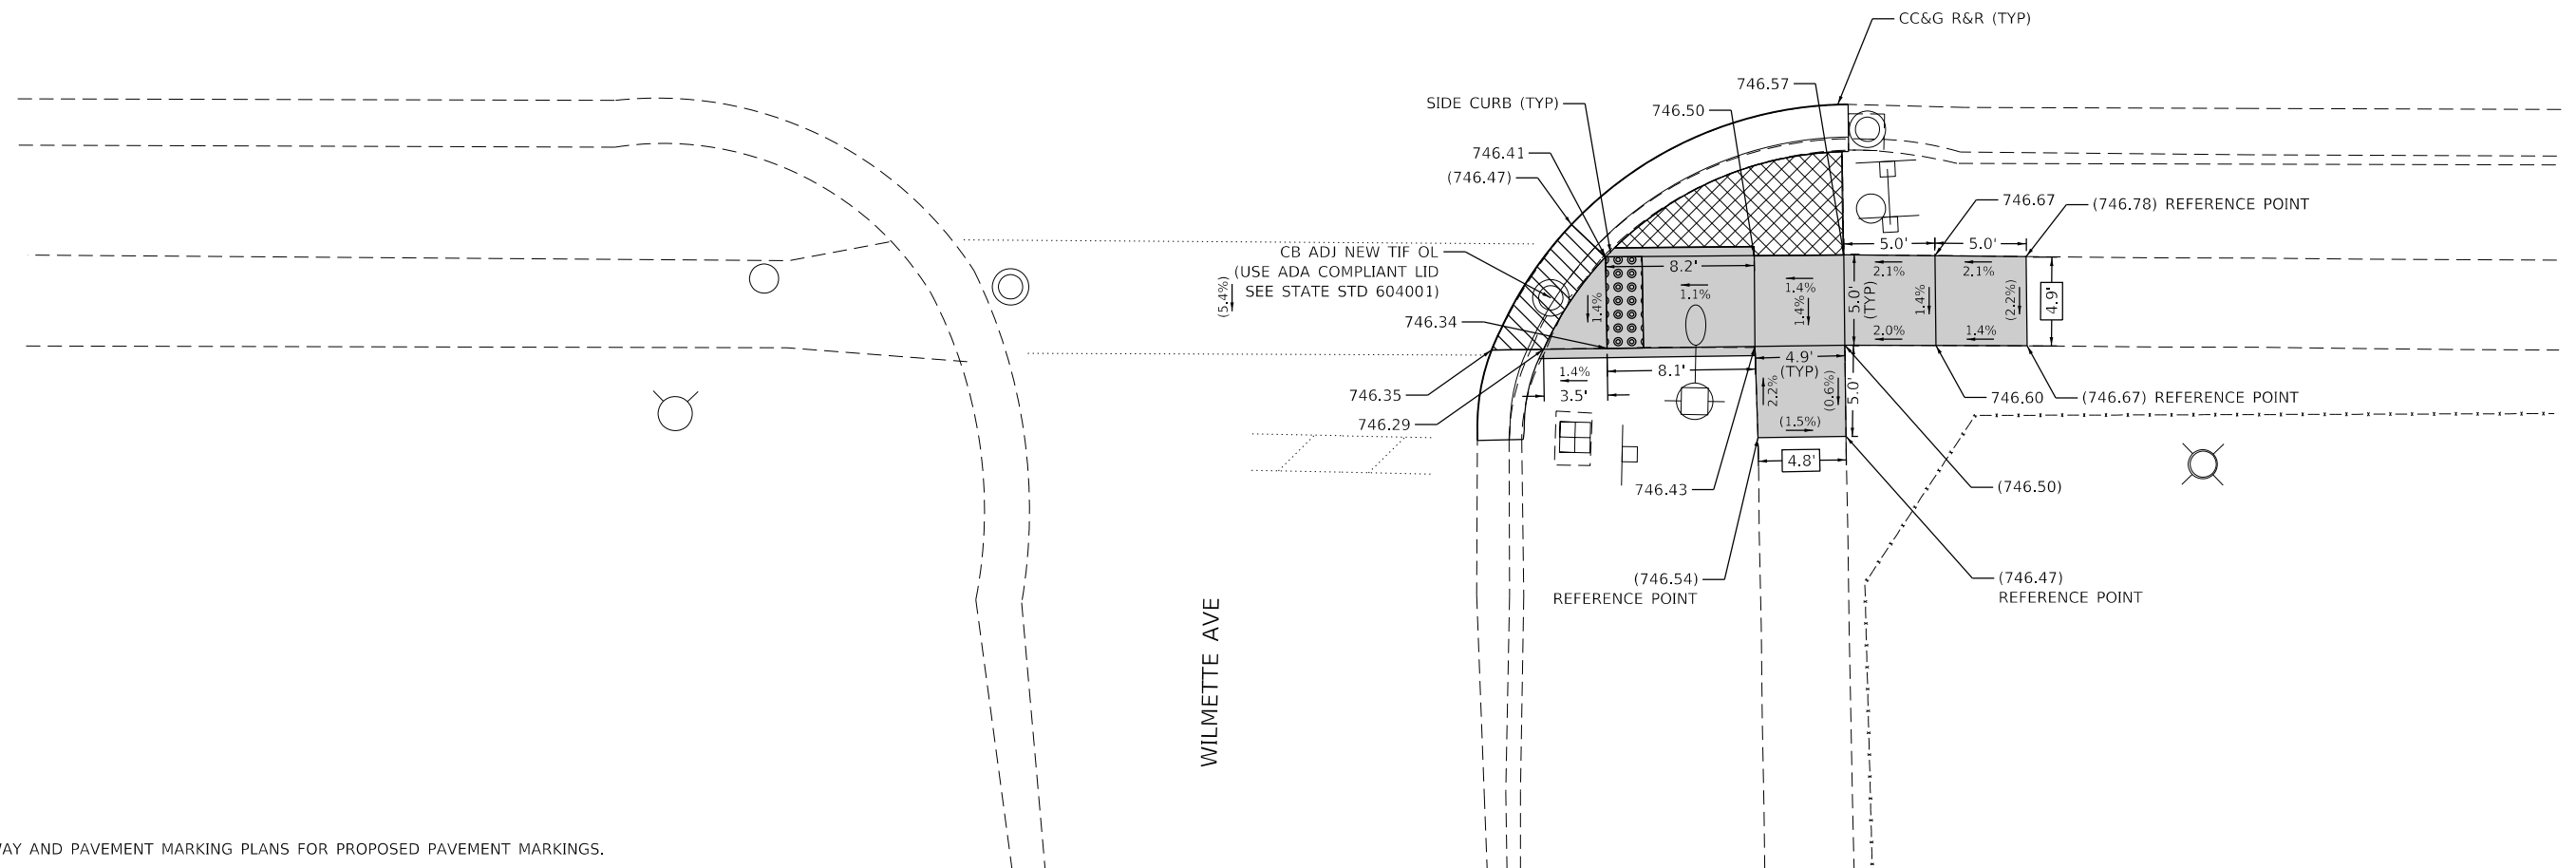 CC&G R&R (TYP)
746.57
SIDE CURB (TYP)
746.50
746.41
(746.47)
746.67
(746.78) REFERENCE POINT
CB ADJ NEW TIF OL
(USE ADA COMPLIANT LID
SEE STATE STD 604001)
(5.4%)
5.0'
5.0'
8.2'
2.1%
2.1%
1.4%
1.1%
1.4%
1.4%
5.0'
(TYP)
1.4%
(2.2%)
4.9'
746.34
2.0%
1.4%
4.9'
(TYP)
1.4%
8.1'
3.5'
2.2%
(0.6%)
5.0'
746.35
746.60
(746.67) REFERENCE POINT
746.29
(1.5%)
4.8'
746.43
(746.50)
(746.54)
REFERENCE POINT
(746.47)
REFERENCE POINT
WILMETTE AVE
WAY AND PAVEMENT MARKING PLANS FOR PROPOSED PAVEMENT MARKINGS.